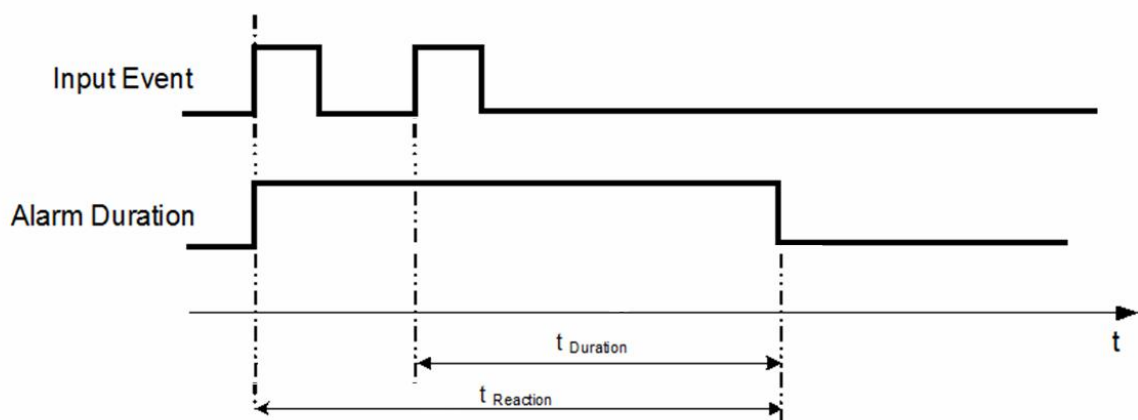 Input Event
Alarm Duration
t
t Duration
t Reaction